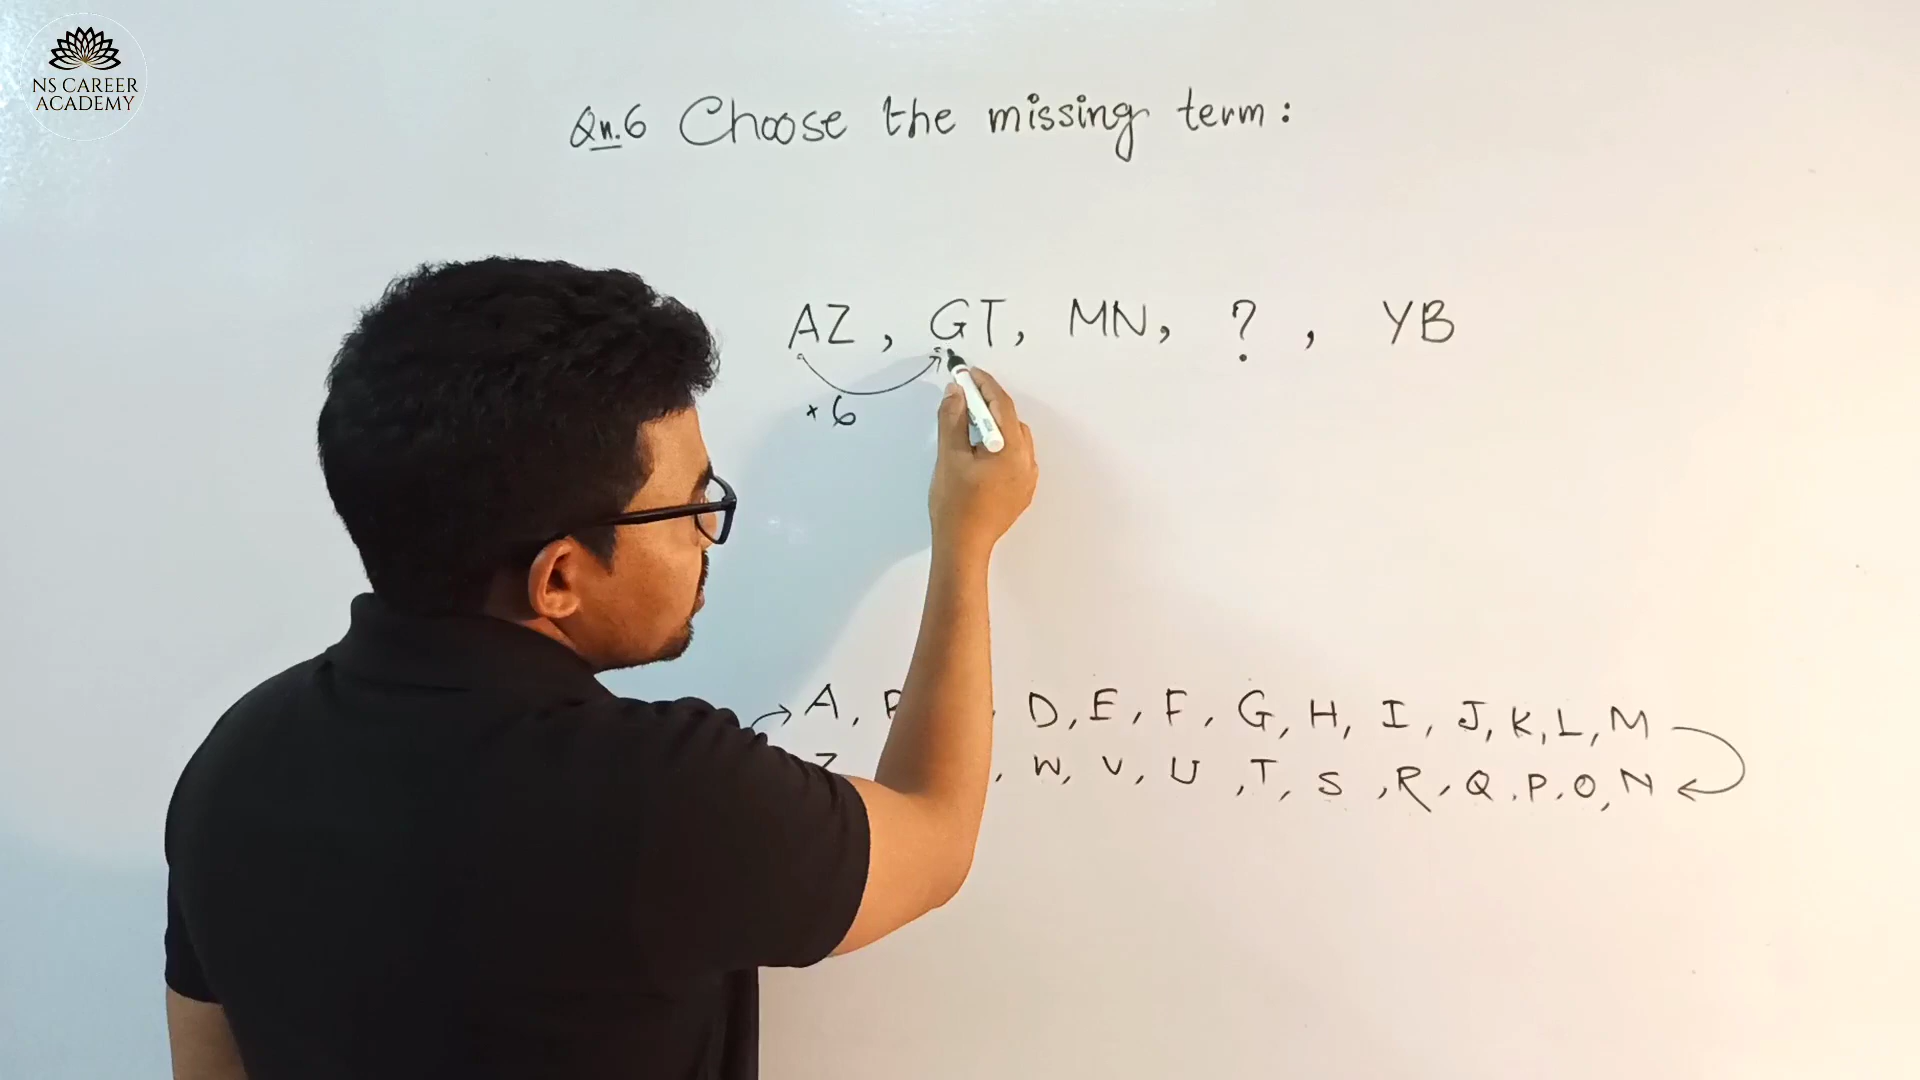 NS CAREER
ACADEMY
Qn.6 Choose the missing term:
AZ, GT, MN, ?, YB
+6
A, D, E, F, G, H, I, J, K, L, M
Z , W, V, U, T, S, R, Q, P, O, N